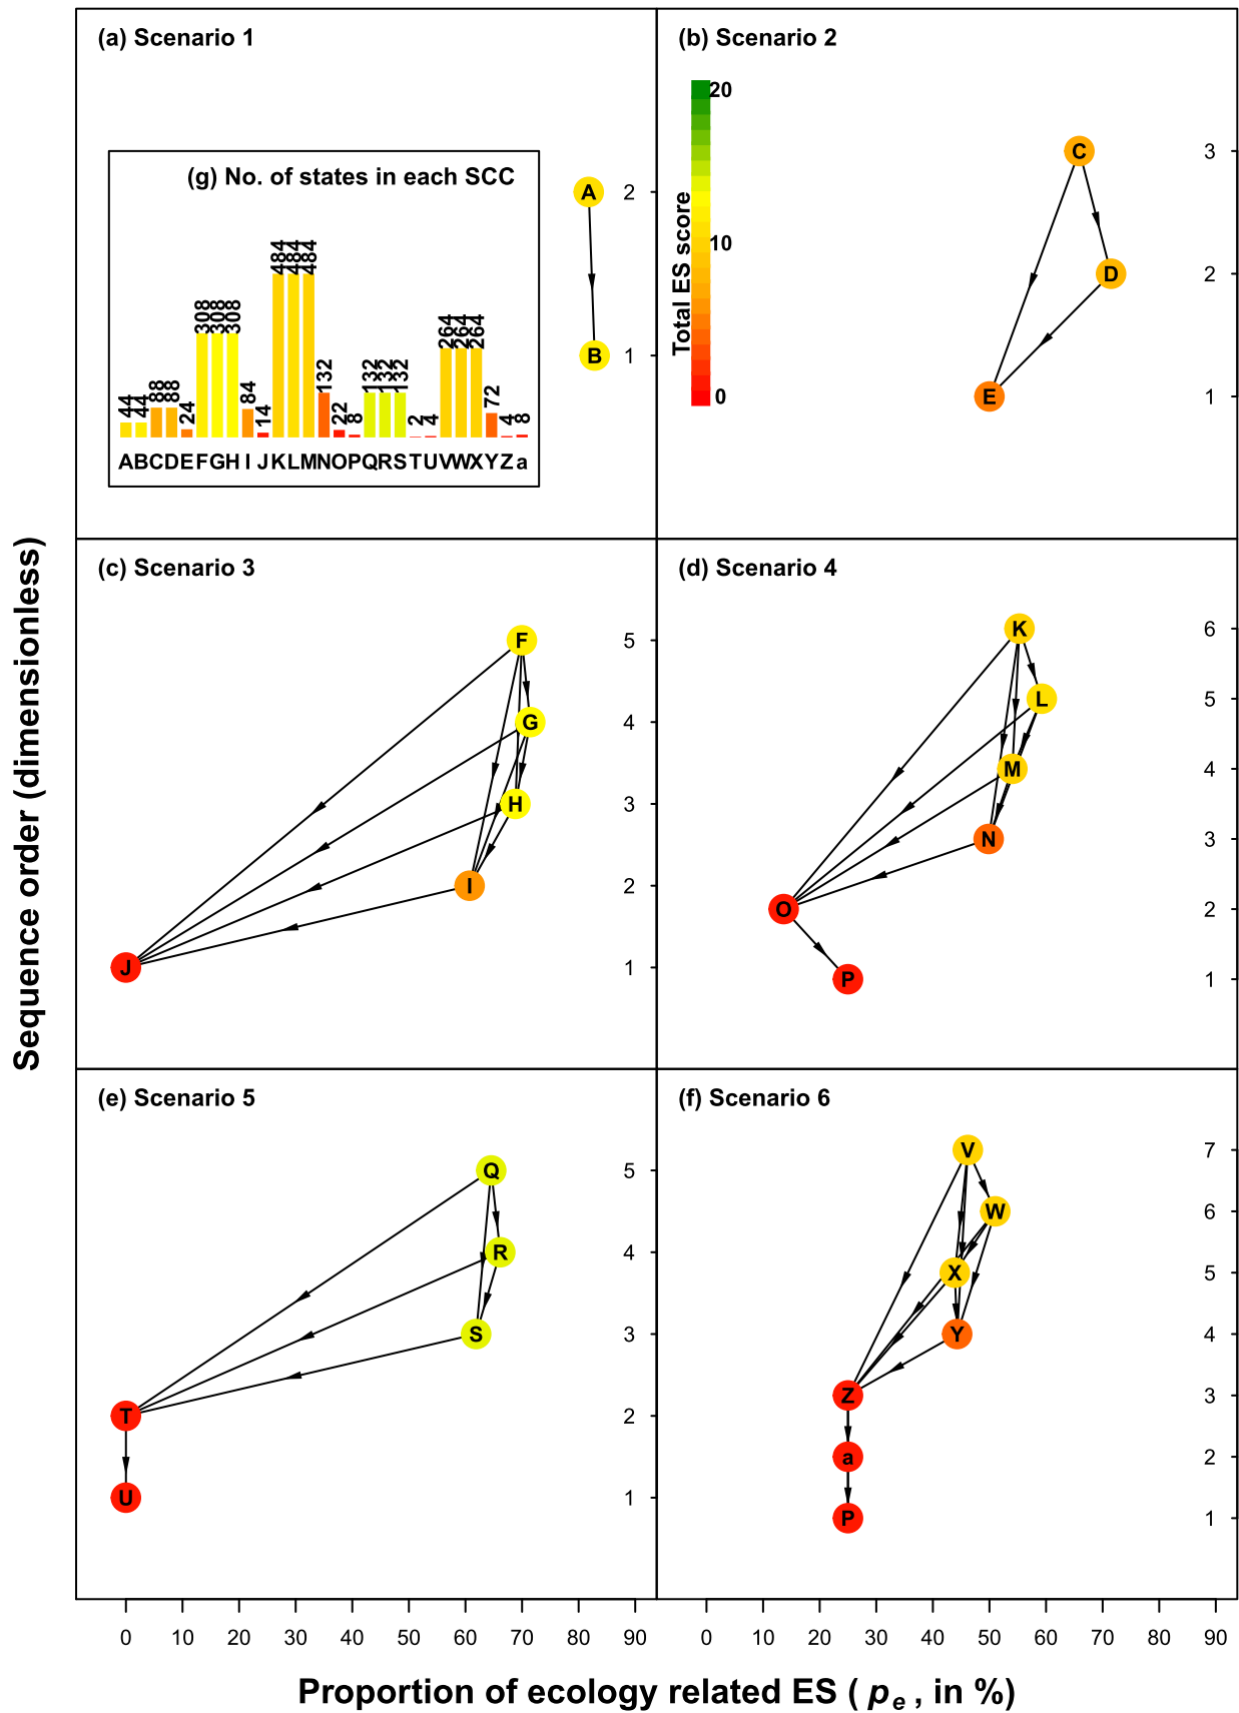 (a) Scenario 1
(g) No. of states in each SCC
44 44 88 88 24 308 308 308 84 14 484 484 484 132 22 8 132 132 132 2 4 264 264 264 72 4 8
A B C D E F G H I J K L M N O P Q R S T U V W X Y Z a
A
B
2
1
(b) Scenario 2
20
10
0
Total ES score
C
D
E
3
2
1
(c) Scenario 3
F
G
H
I
J
5
4
3
2
1
(d) Scenario 4
K
L
M
N
O
P
6
5
4
3
2
1
(e) Scenario 5
Q
R
S
T
U
5
4
3
2
1
(f) Scenario 6
V
W
X
Y
Z
a
P
7
6
5
4
3
2
1
0 10 20 30 40 50 60 70 80 90
0 10 20 30 40 50 60 70 80 90
Sequence order (dimensionless)
Proportion of ecology related ES ( pe , in %)